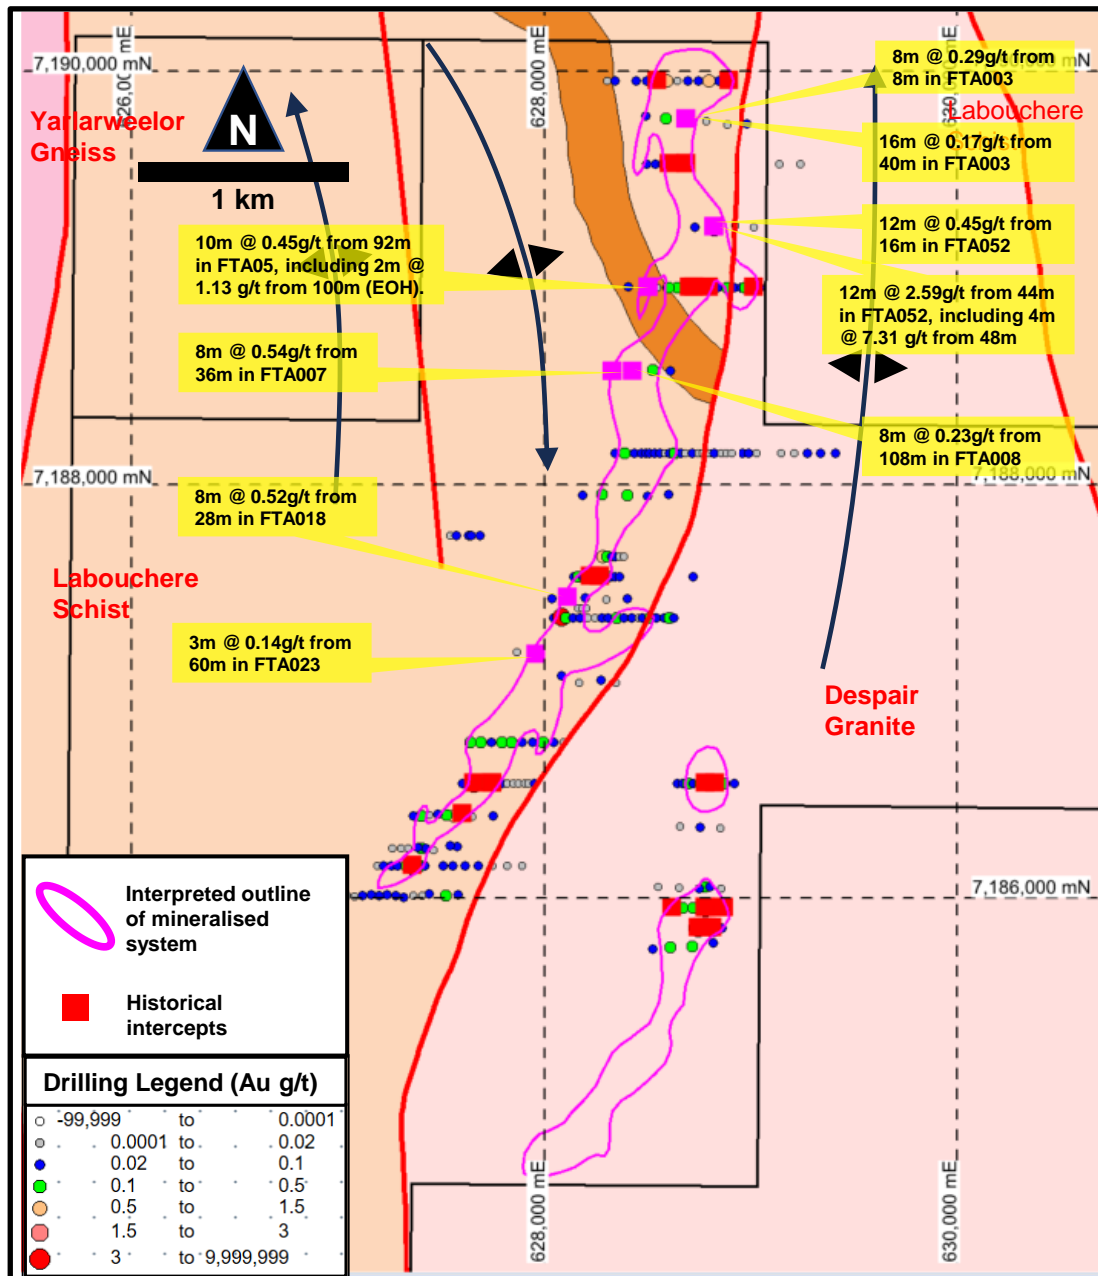 7,190,000 mN
626,000 mE
628,000 mE
Yarlarweelor
Gneiss
N
1 km
8m @ 0.29g/t from
8m in FTA003
Labouchere
16m @ 0.17g/t from
40m in FTA003
12m @ 0.45g/t from
16m in FTA052
10m @ 0.45g/t from 92m
in FTA05, including 2m @
1.13 g/t from 100m (EOH).
12m @ 2.59g/t from 44m
in FTA052, including 4m
@ 7.31 g/t from 48m
8m @ 0.54g/t from
36m in FTA007
8m @ 0.23g/t from
108m in FTA008
7,188,000 mN
7,188,000 mN
8m @ 0.52g/t from
28m in FTA018
Labouchere
Schist
3m @ 0.14g/t from
60m in FTA023
Despair
Granite
7,186,000 mN
Interpreted outline
of mineralised
system
Historical
intercepts
Drilling Legend (Au g/t)
-99,999 to 0.0001
0.0001 to 0.02
0.02 to 0.1
0.1 to 0.5
0.5 to 1.5
1.5 to 3
3 to 9,999,999
628,000 mE
630,000 mE